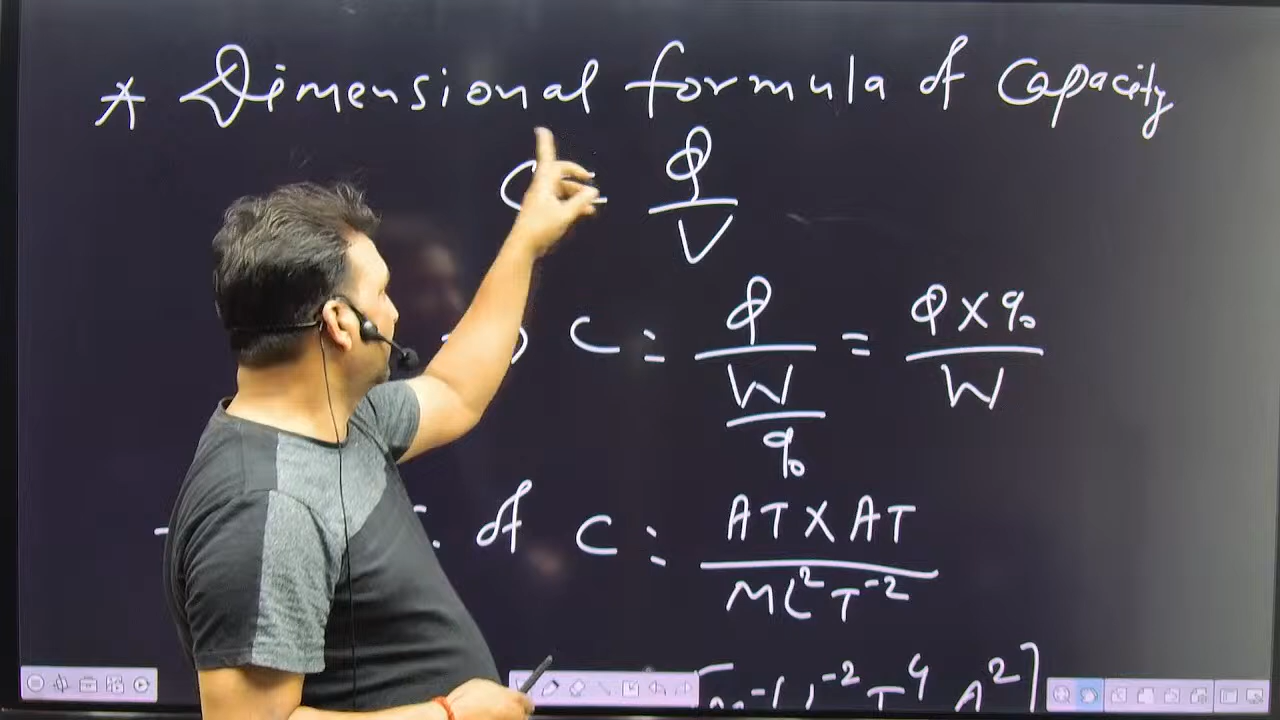 * Dimensional formula of Capacity
C = Q/V
C = Q/(W/q₀) = Q × q₀/W
of C = AT × AT/ML²T⁻²
[M⁻¹L⁻²T⁴A²]